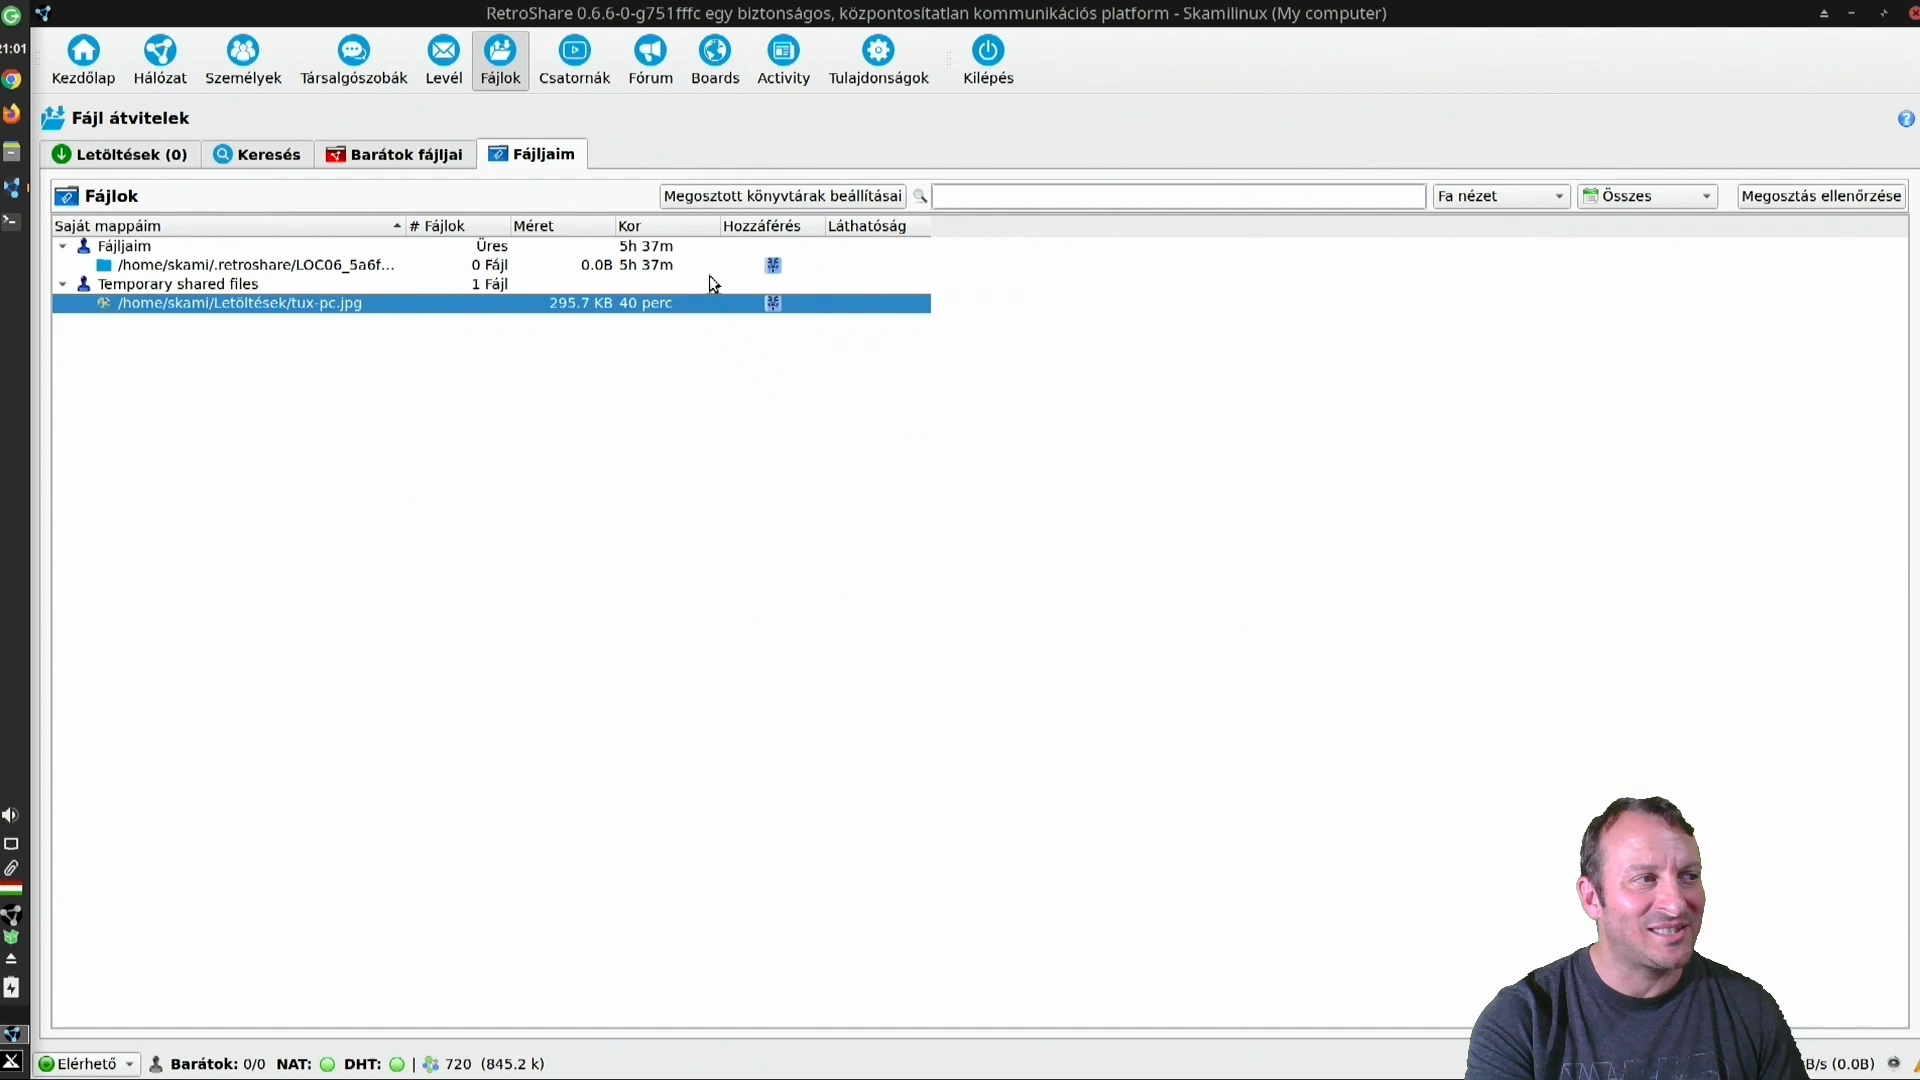 RetroShare 0.6.6-0-g751fffc egy biztonságos, központosítatlan kommunikációs platform - Skamilinux (My computer)
21:01
Kezdőlap Hálózat Személyek Társalgószobák Levél Fájlok Csatornák Fórum Boards Activity Tulajdonságok Kilépés
Fájl átvitelek
Letöltések (0) Keresés Barátok fájljai Fájljaim
Fájlok Megosztott könyvtárak beállításai Fa nézet Összes Megosztás ellenőrzése
Saját mappáim # Fájlok Méret Kor Hozzáférés Láthatóság
Fájljaim Üres 5h 37m
/home/skami/.retroshare/LOC06_5a6f... 0 Fájl 0.0B 5h 37m
Temporary shared files 1 Fájl
/home/skami/Letöltések/tux-pc.jpg 295.7 KB 40 perc
Elérhető Barátok: 0/0 NAT: DHT: | 720 (845.2 k) B/s (0.0B)